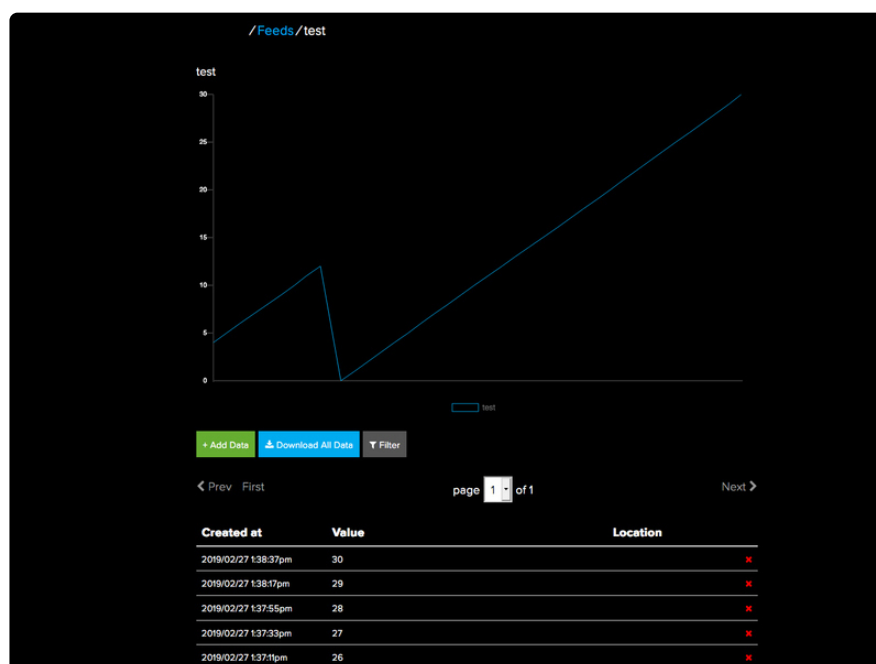 /Feeds/test
test
30
25
20
15
10
5
0
test
+ Add Data Download All Data Filter
Prev First page 1 of 1 Next
Created at Value Location
2019/02/27 1:38:37pm 30
2019/02/27 1:38:17pm 29
2019/02/27 1:37:55pm 28
2019/02/27 1:37:33pm 27
2019/02/27 1:37:11pm 26